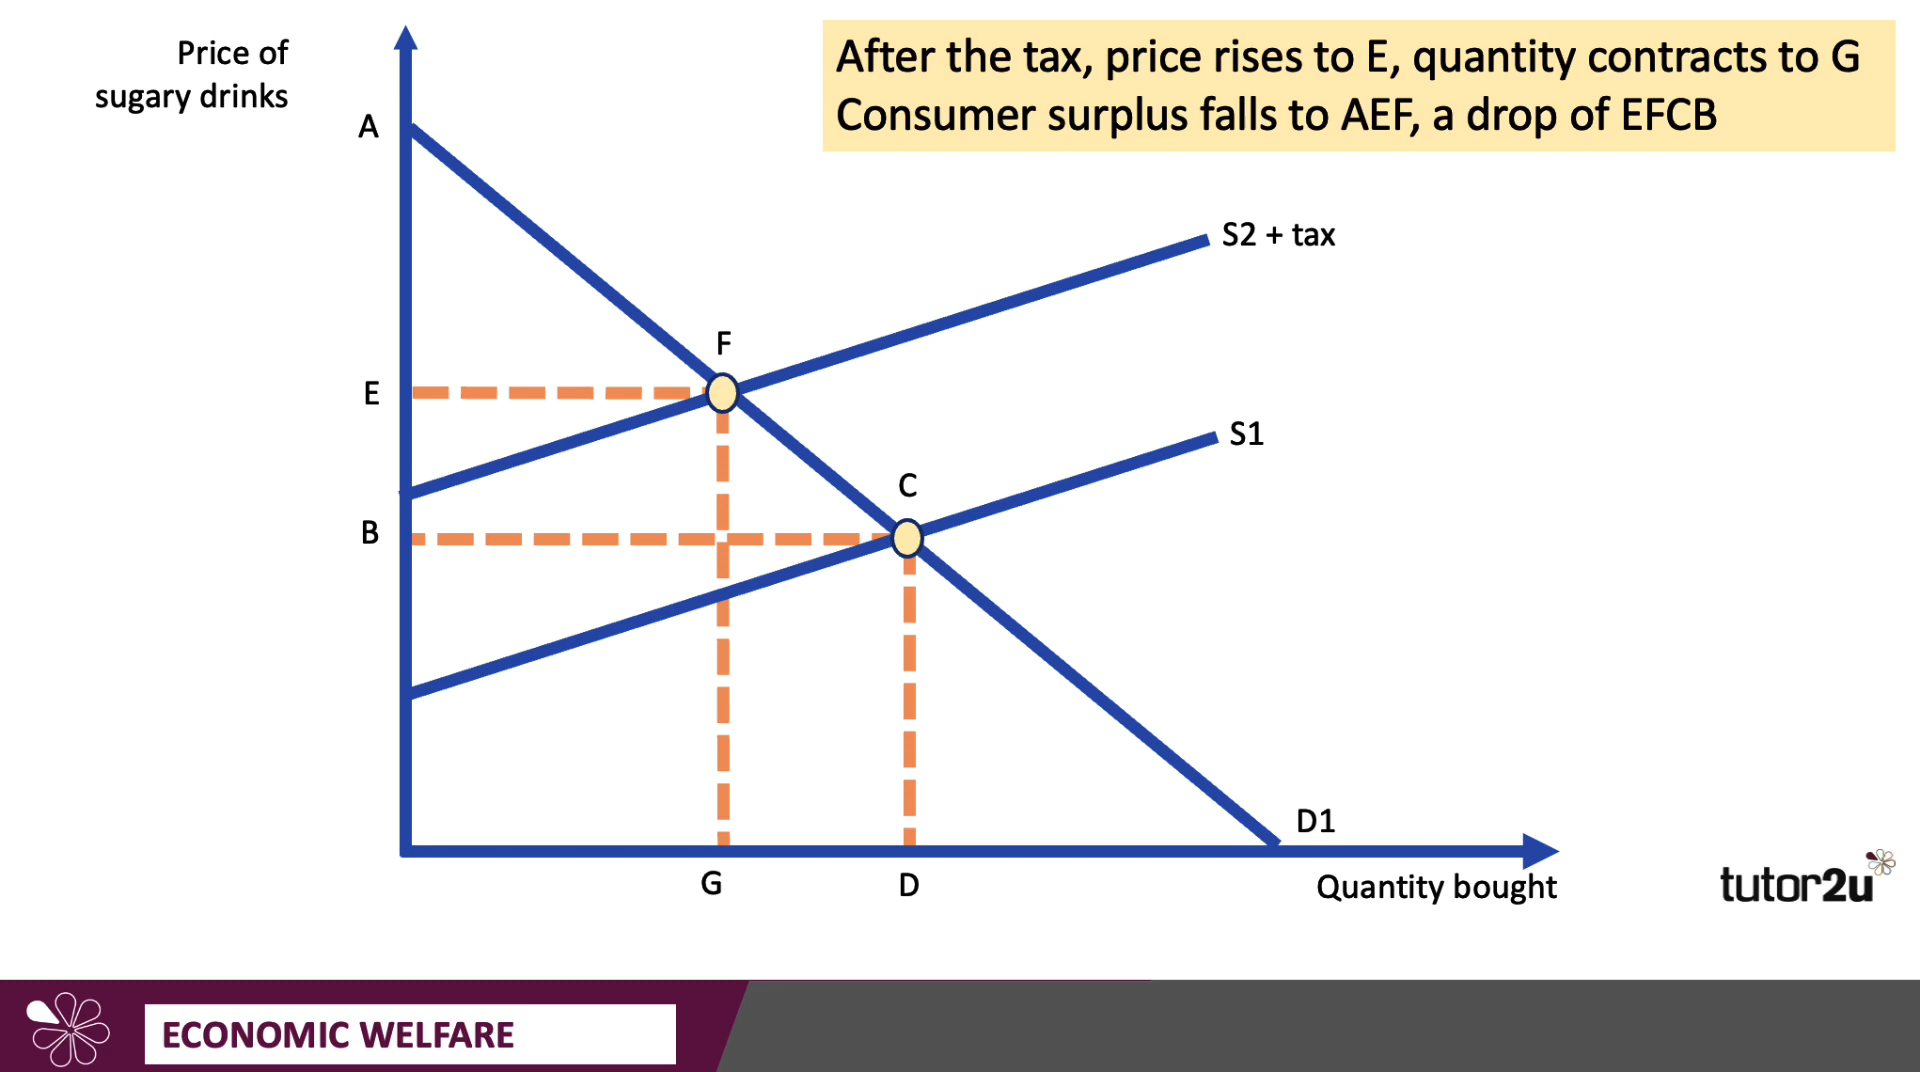 Price of
sugary drinks
After the tax, price rises to E, quantity contracts to G
Consumer surplus falls to AEF, a drop of EFCB
A
S2 + tax
F
E
S1
C
B
D1
G
D
Quantity bought
tutor2u
ECONOMIC WELFARE